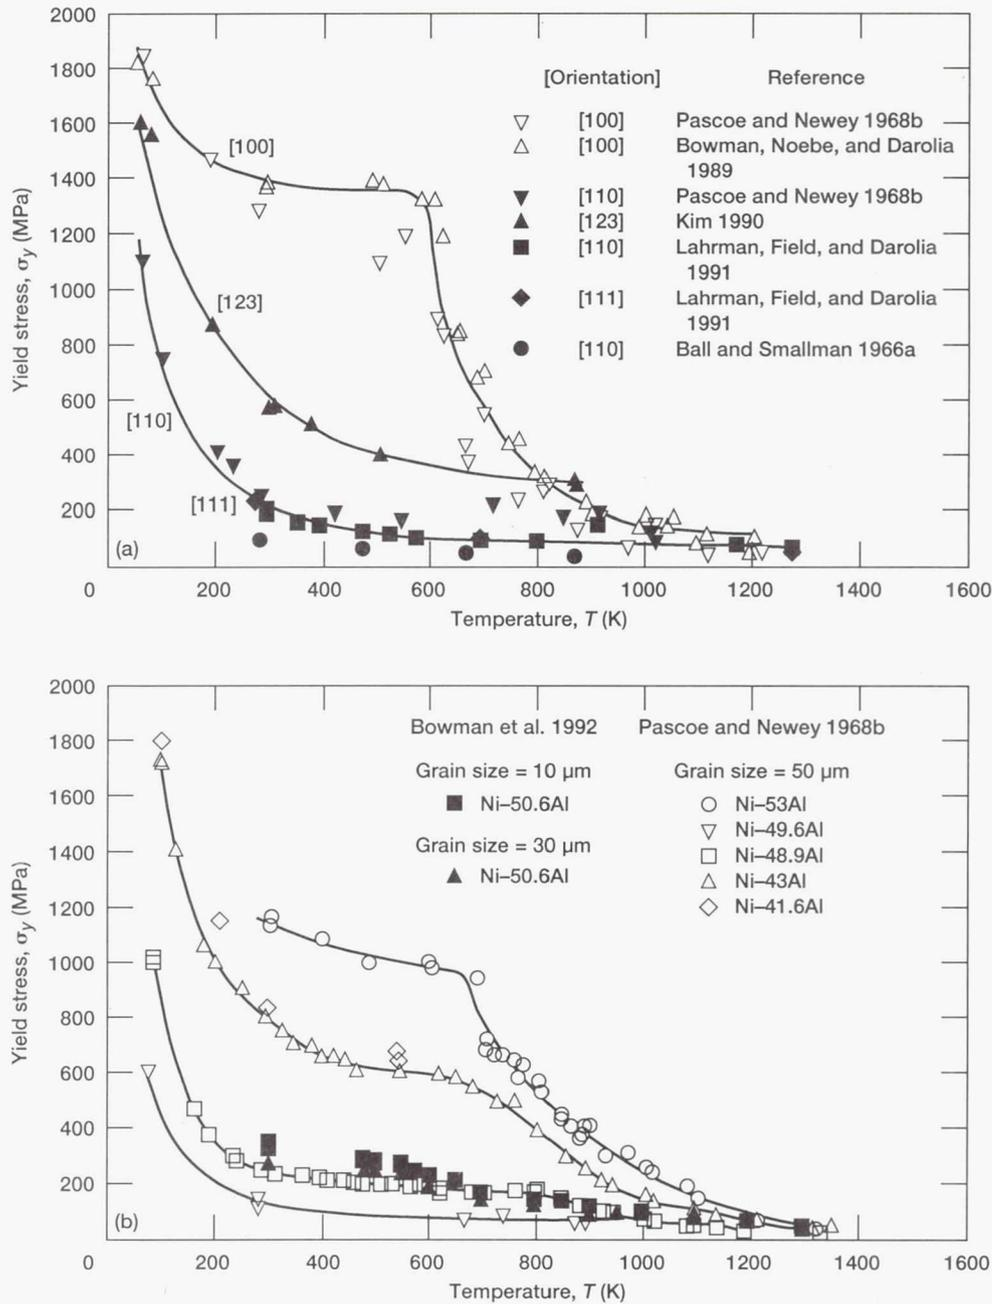 2000
1800
1600
1400
1200
1000
800
600
400
200
0
Yield stress, σy (MPa)
[Orientation] Reference
[100] Pascoe and Newey 1968b
[100] Bowman, Noebe, and Darolia
1989
[110] Pascoe and Newey 1968b
[123] Kim 1990
[110] Lahrman, Field, and Darolia
1991
[111] Lahrman, Field, and Darolia
1991
[110] Ball and Smallman 1966a
[100]
[123]
[110]
[111]
(a)
200 400 600 800 1000 1200 1400 1600
Temperature, T (K)
2000
1800
1600
1400
1200
1000
800
600
400
200
0
Yield stress, σy (MPa)
Bowman et al. 1992
Grain size = 10 µm
Ni–50.6Al
Grain size = 30 µm
Ni–50.6Al
Pascoe and Newey 1968b
Grain size = 50 µm
Ni–53Al
Ni–49.6Al
Ni–48.9Al
Ni–43Al
Ni–41.6Al
(b)
200 400 600 800 1000 1200 1400 1600
Temperature, T (K)